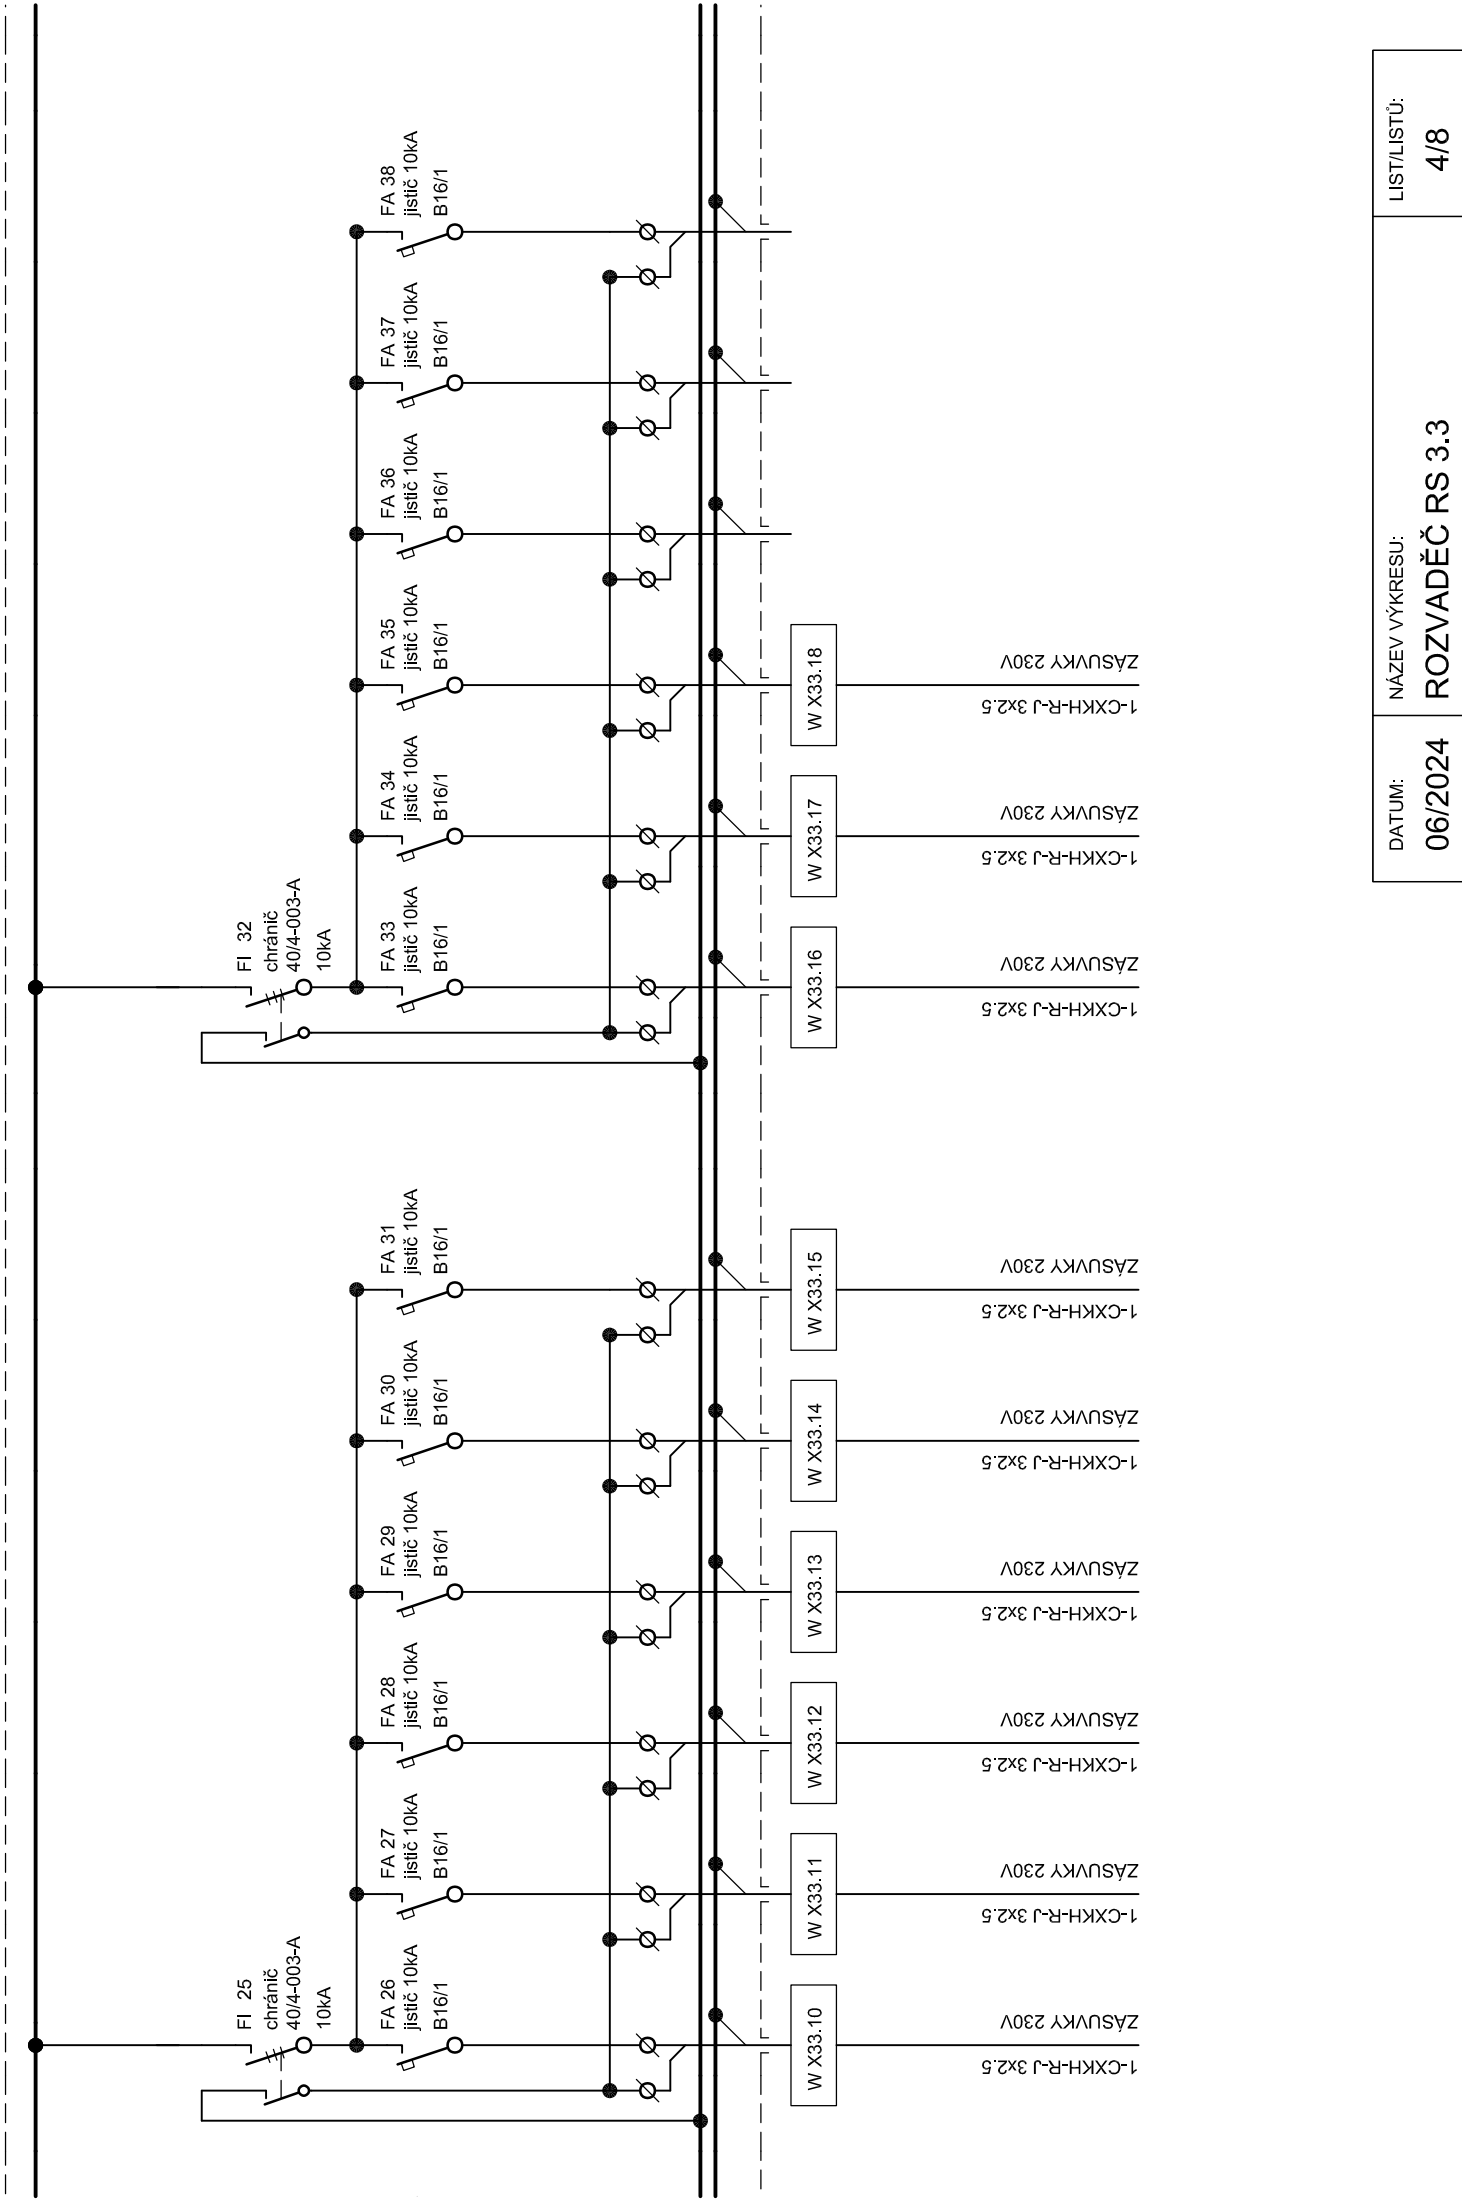 FI 25
chránič
40/4-003-A
10kA
FA 26
jistič 10kA
B16/1
FA 27
jistič 10kA
B16/1
FA 28
jistič 10kA
B16/1
FA 29
jistič 10kA
B16/1
FA 30
jistič 10kA
B16/1
FA 31
jistič 10kA
B16/1
FI 32
chránič
40/4-003-A
10kA
FA 33
jistič 10kA
B16/1
FA 34
jistič 10kA
B16/1
FA 35
jistič 10kA
B16/1
FA 36
jistič 10kA
B16/1
FA 37
jistič 10kA
B16/1
FA 38
jistič 10kA
B16/1
W X33.10
1-CXKH-R-J 3x2.5
ZÁSUVKY 230V
W X33.11
1-CXKH-R-J 3x2.5
ZÁSUVKY 230V
W X33.12
1-CXKH-R-J 3x2.5
ZÁSUVKY 230V
W X33.13
1-CXKH-R-J 3x2.5
ZÁSUVKY 230V
W X33.14
1-CXKH-R-J 3x2.5
ZÁSUVKY 230V
W X33.15
1-CXKH-R-J 3x2.5
ZÁSUVKY 230V
W X33.16
1-CXKH-R-J 3x2.5
ZÁSUVKY 230V
W X33.17
1-CXKH-R-J 3x2.5
ZÁSUVKY 230V
W X33.18
1-CXKH-R-J 3x2.5
ZÁSUVKY 230V
DATUM:
06/2024
NÁZEV VÝKRESU:
ROZVADĚČ RS 3.3
LIST/LISTŮ:
4/8